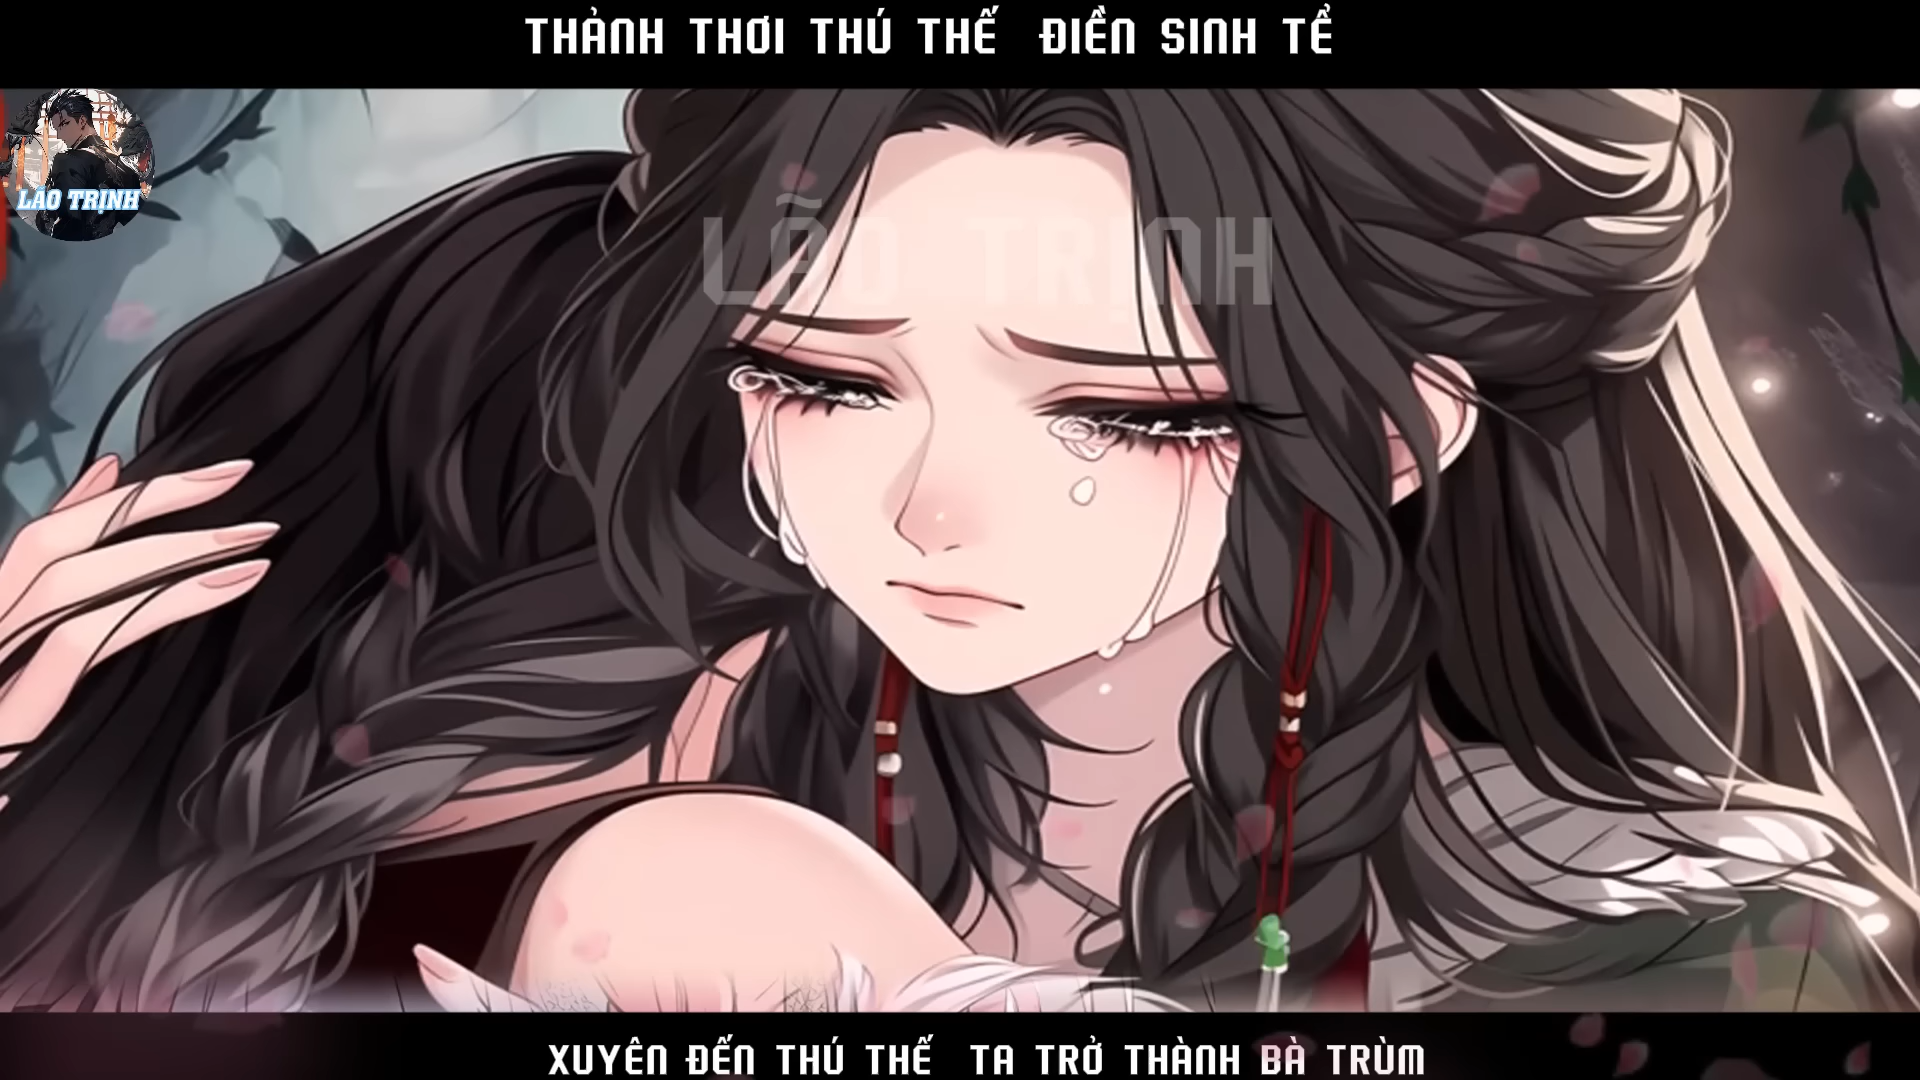 THẢNH THƠI THÚ THẾ ĐIỀN SINH TỂ
LÃO TRỊNH
LÃO TRỊNH
XUYÊN ĐẾN THÚ THẾ TA TRỞ THÀNH BÀ TRÙM